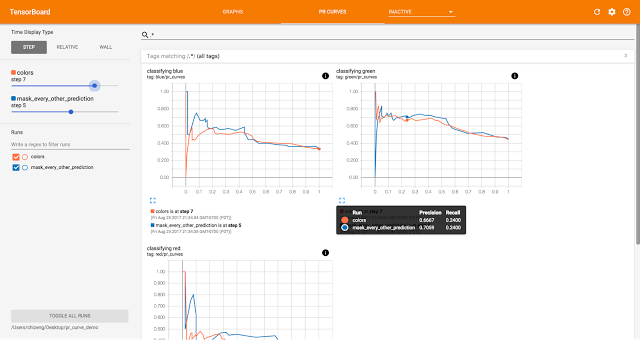 TensorBoard
GRAPHS
PR CURVES
INACTIVE
Time Display Type
STEP
RELATIVE
WALL
colors
step 7
mask_every_other_prediction
step 5
Runs
Write a regex to filter runs
colors
mask_every_other_prediction
TOGGLE ALL RUNS
/Users/chizeng/Desktop/pr_curve_demo
.*
Tags matching /.*/ (all tags)
3
classifying blue
tag: blue/pr_curves
1.00
0.800
0.600
0.400
0.200
0.00
0 0.1 0.2 0.3 0.4 0.5 0.6 0.7 0.8 0.9 1
colors is at step 7
(Fri Aug 25 2017 21:34:34 GMT-0700 (PDT))
mask_every_other_prediction is at step 5
(Fri Aug 25 2017 21:34:36 GMT-0700 (PDT))
classifying green
tag: green/pr_curves
1.00
0.800
0.600
0.400
0.200
0.00
0 0.1 0.2 0.3 0.4 0.5 0.6 0.7 0.8 0.9 1
Run Precision Recall
colors 0.6667 0.2400
mask_every_other_prediction 0.7059 0.2400
classifying red
tag: red/pr_curves
1.00
0.800
0.600
0.400